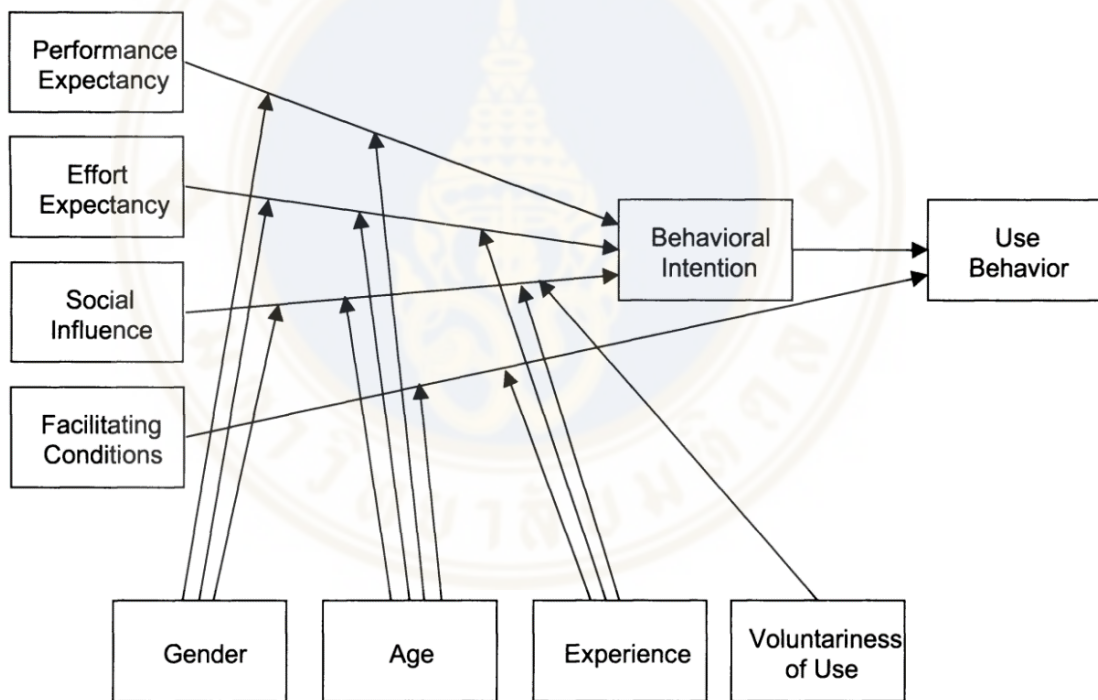 Performance
Expectancy
Effort
Expectancy
Social
Influence
Facilitating
Conditions
Behavioral
Intention
Use
Behavior
Gender
Age
Experience
Voluntariness
of Use